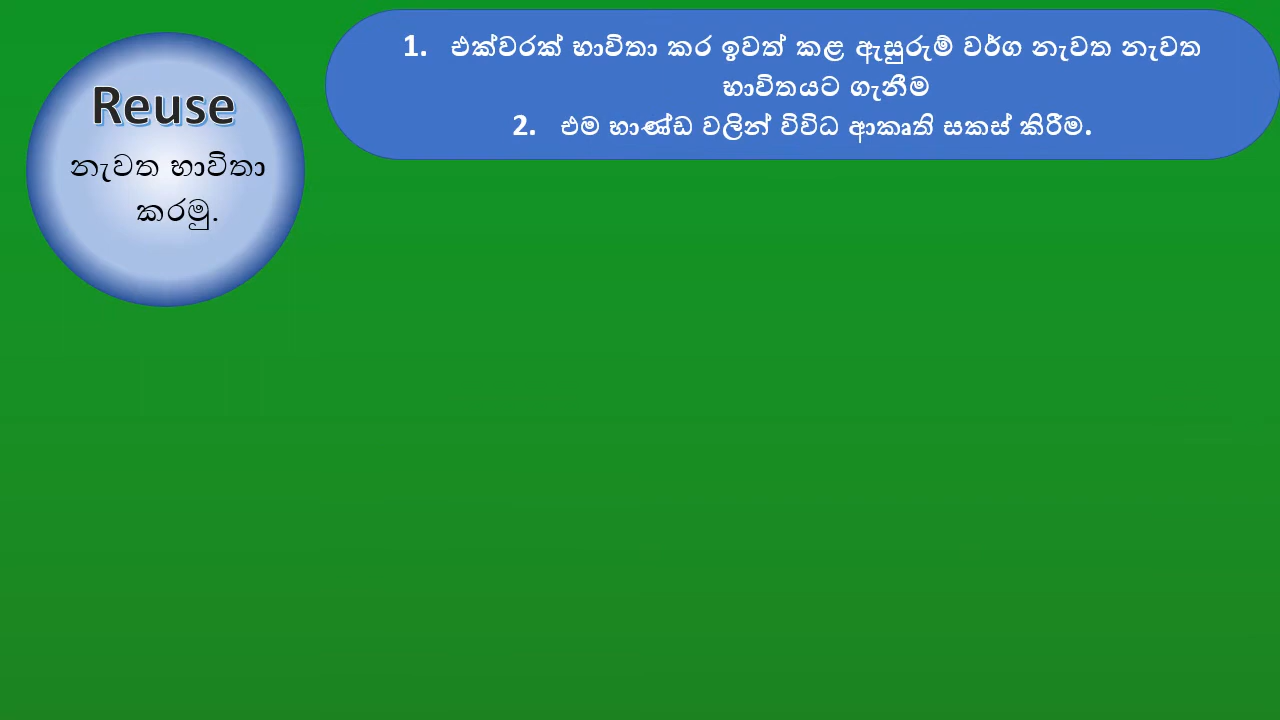 Reuse
නැවත භාවිතා
කරමු.
1. එක්වරක් භාවිතා කර ඉවත් කළ ඇසුරුම් වර්ග නැවත නැවත
භාවිතයට ගැනීම
2. එම භාණ්ඩ වලින් විවිධ ආකෘති සකස් කිරීම.